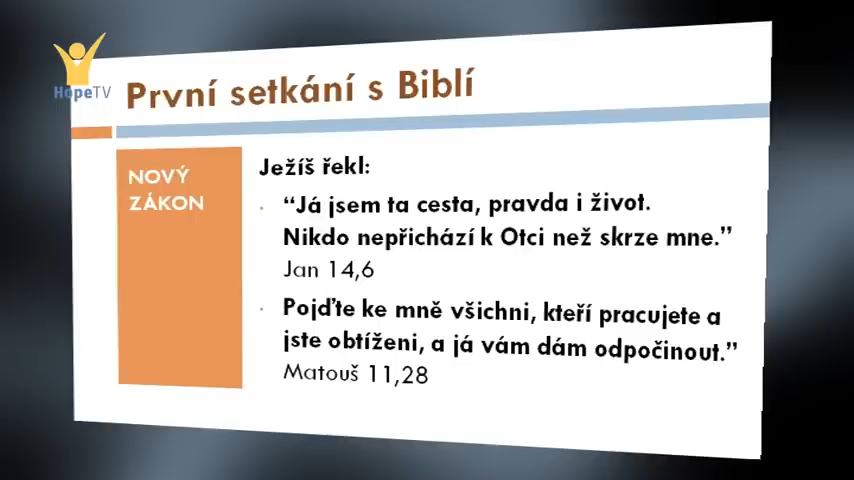 HopeTV
První setkání s Biblí
NOVÝ
ZÁKON
Ježíš řekl:
“Já jsem ta cesta, pravda i život.
Nikdo nepřichází k Otci než skrze mne.”
Jan 14,6
Pojďte ke mně všichni, kteří pracujete a
jste obtíženi, a já vám dám odpočinout.”
Matouš 11,28